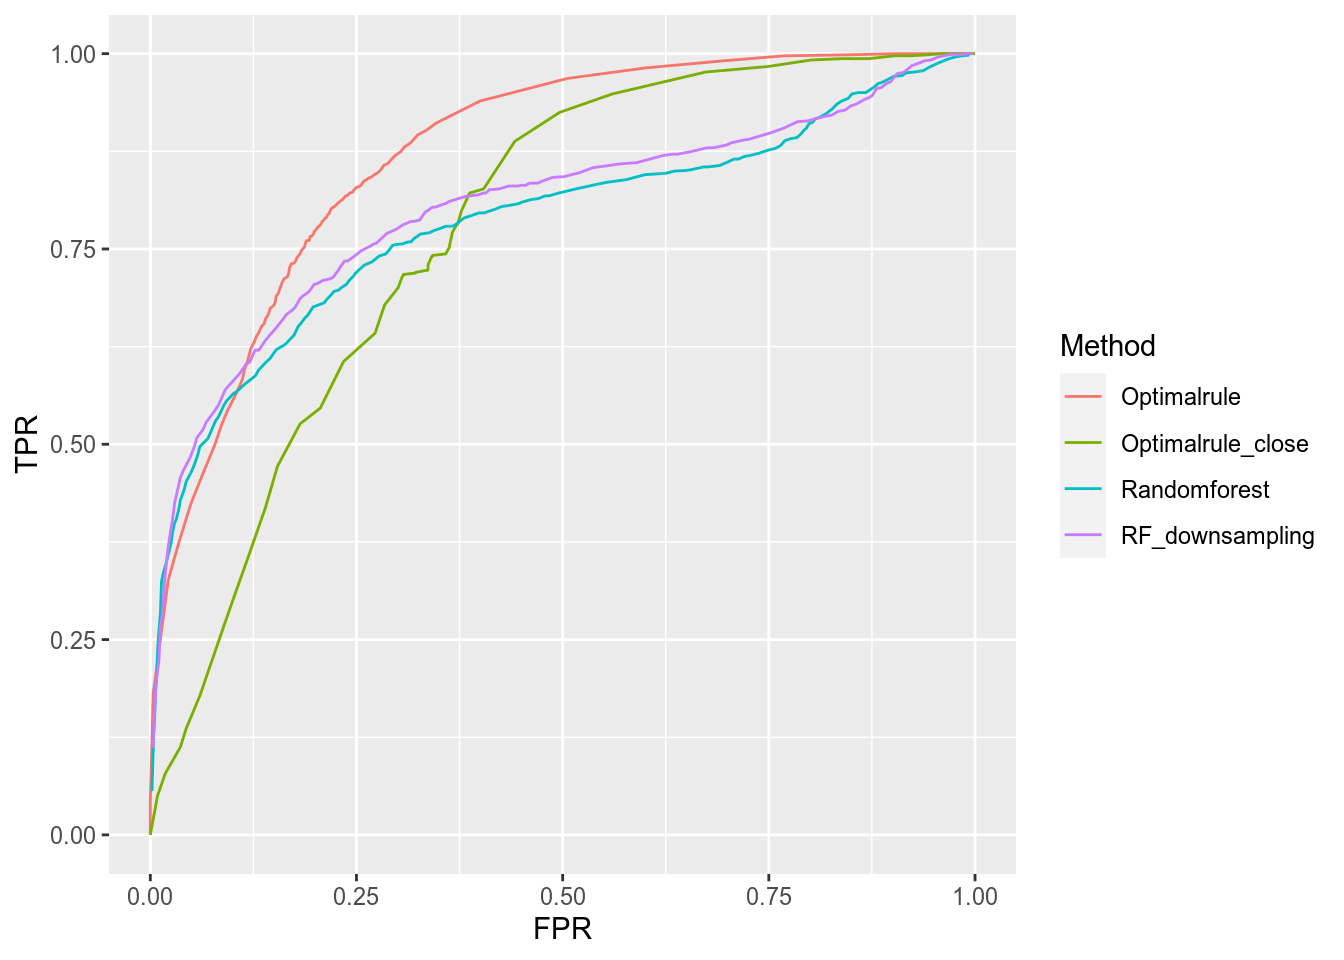 1.00
0.75
0.50
0.25
0.00
TPR
0.00 0.25 0.50 0.75 1.00
FPR
Method
Optimalrule
Optimalrule_close
Randomforest
RF_downsampling